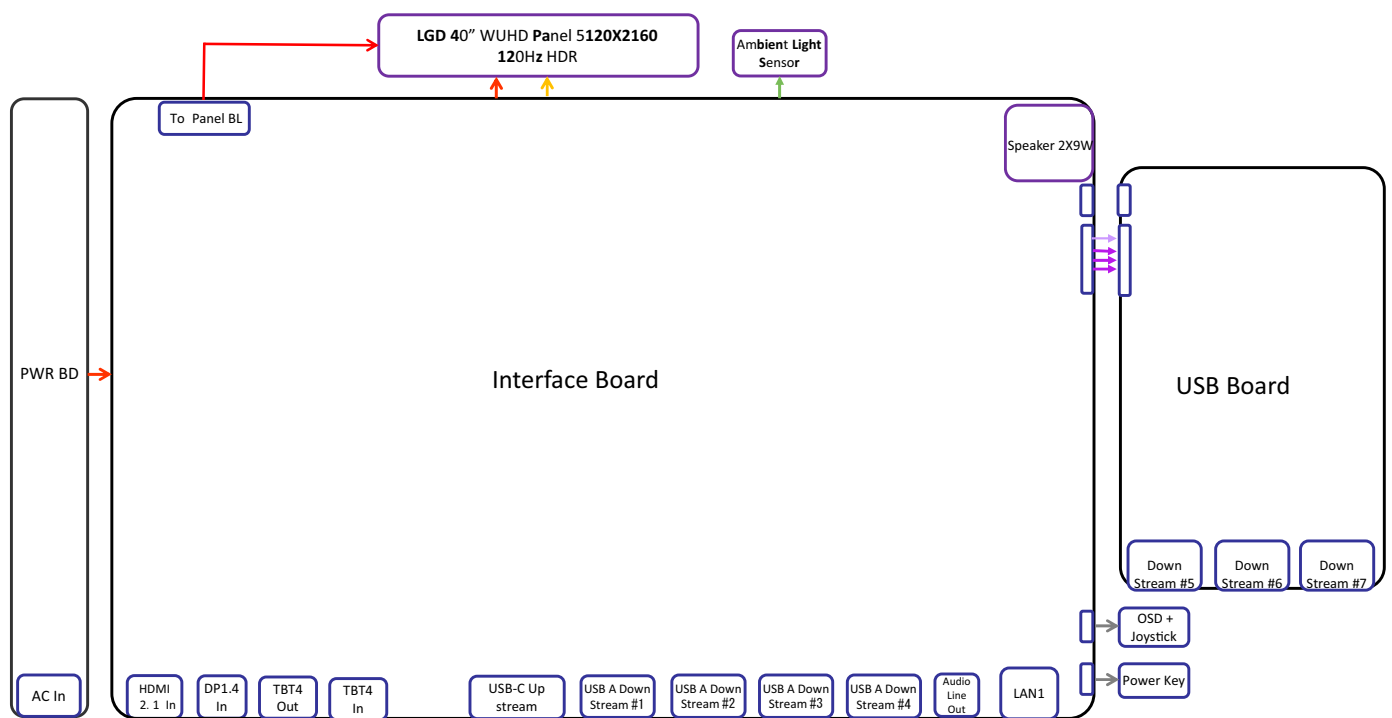 LGD 40” WUHD Panel 5120X2160
120Hz HDR
Ambient Light
Sensor
To Panel BL
Speaker 2X9W
PWR BD
Interface Board
USB Board
Down
Stream #5
Down
Stream #6
Down
Stream #7
OSD +
Joystick
Power Key
AC In
HDMI
2. 1 In
DP1.4
In
TBT4
Out
TBT4
In
USB-C Up
stream
USB A Down
Stream #1
USB A Down
Stream #2
USB A Down
Stream #3
USB A Down
Stream #4
Audio
Line
Out
LAN1